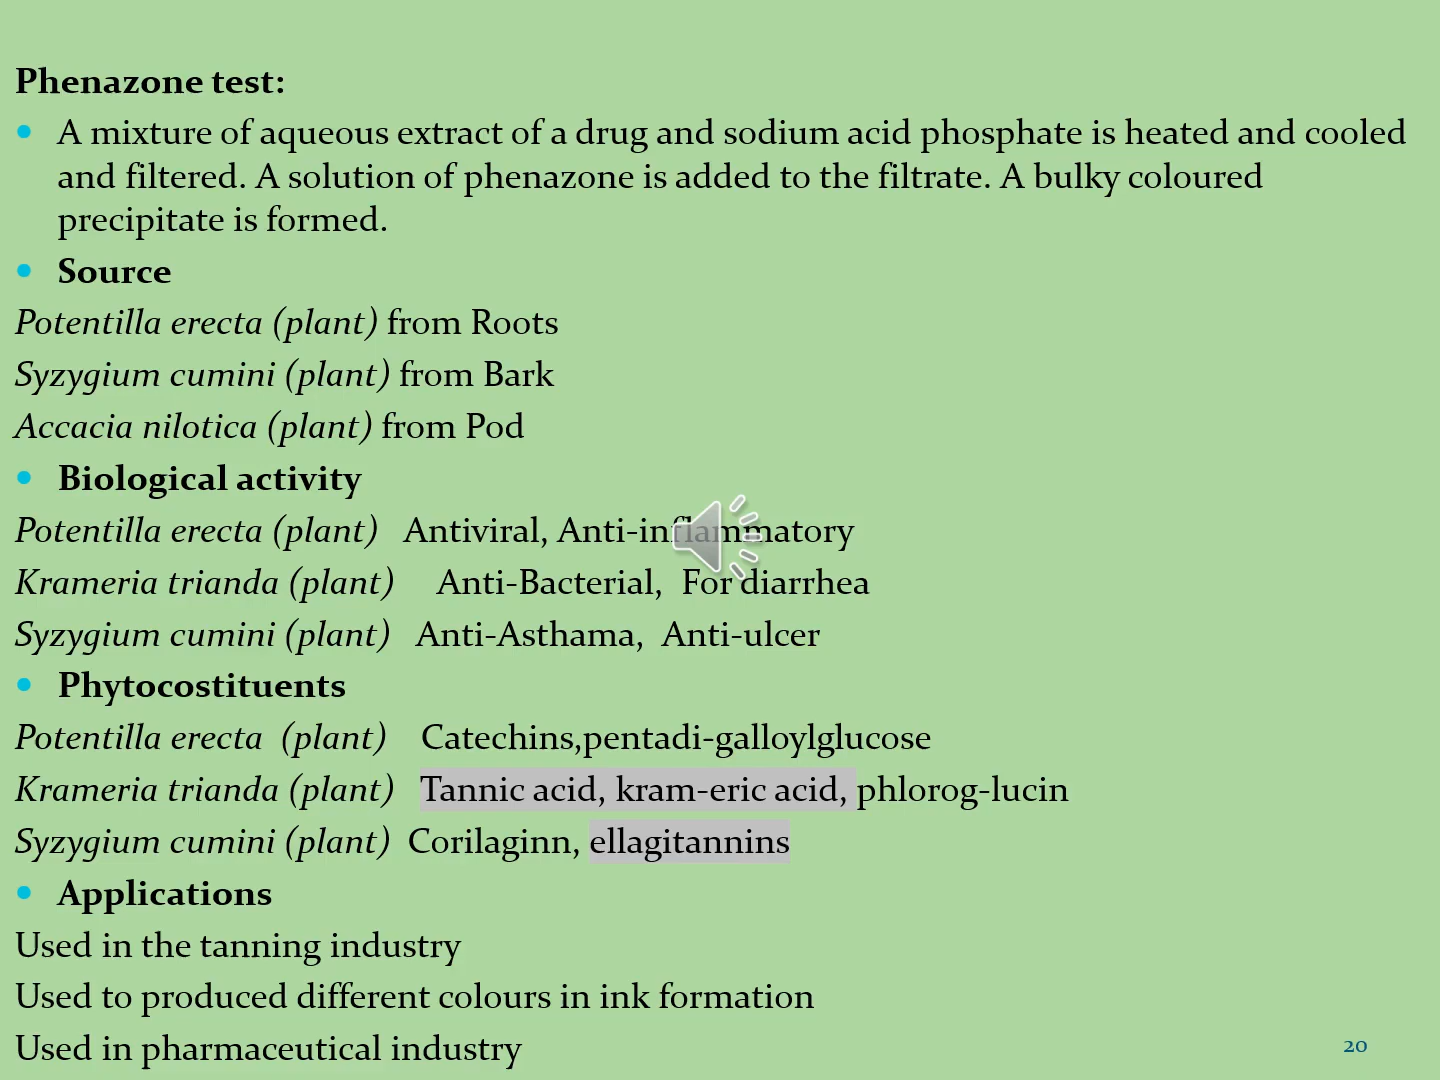 Phenazone test:
A mixture of aqueous extract of a drug and sodium acid phosphate is heated and cooled
and filtered. A solution of phenazone is added to the filtrate. A bulky coloured
precipitate is formed.
Source
Potentilla erecta (plant) from Roots
Syzygium cumini (plant) from Bark
Accacia nilotica (plant) from Pod
Biological activity
Potentilla erecta (plant) Antiviral, Anti-inflammatory
Krameria trianda (plant) Anti-Bacterial, For diarrhea
Syzygium cumini (plant) Anti-Asthama, Anti-ulcer
Phytocostituents
Potentilla erecta (plant) Catechins,pentadi-galloylglucose
Krameria trianda (plant) Tannic acid, kram-eric acid, phlorog-lucin
Syzygium cumini (plant) Corilaginn, ellagitannins
Applications
Used in the tanning industry
Used to produced different colours in ink formation
Used in pharmaceutical industry
20